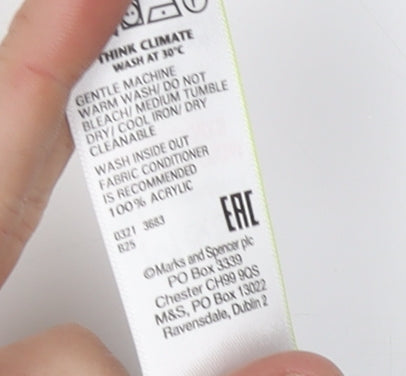 THINK CLIMATE
WASH AT 30°C
GENTLE MACHINE
WARM WASH/ DO NOT
BLEACH/ MEDIUM TUMBLE
DRY/ COOL IRON/ DRY
CLEANABLE
WASH INSIDE OUT
FABRIC CONDITIONER
IS RECOMMENDED
100% ACRYLIC
0321 3683
B25
EAC
©Marks and Spencer plc
PO Box 3339
Chester CH99 9QS
M&S, PO Box 13022
Ravensdale, Dublin 2